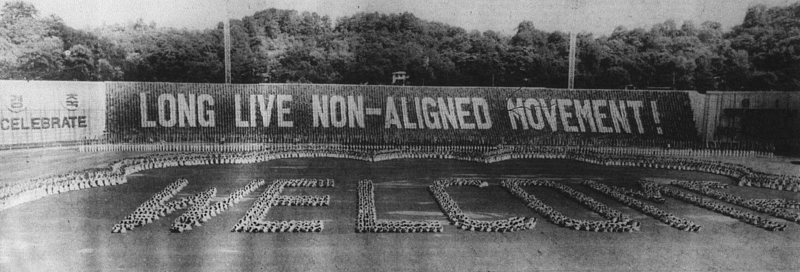 CELEBRATE
LONG LIVE NON-ALIGNED MOVEMENT!
WELCOME